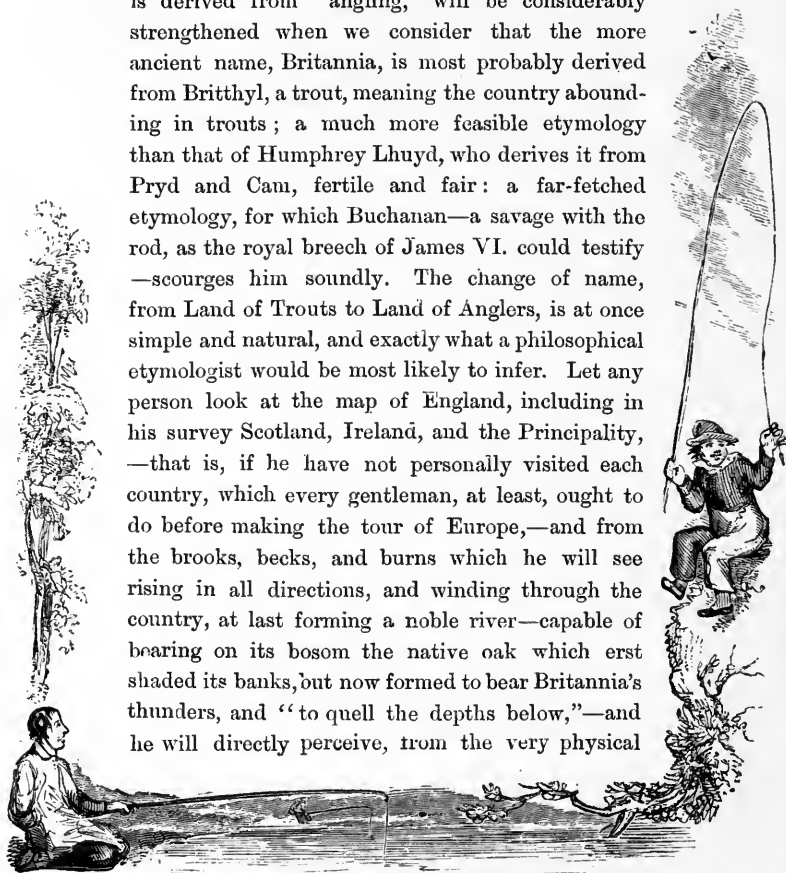 is derived from "angling," will be considerably
strengthened when we consider that the more
ancient name, Britannia, is most probably derived
from Britthyl, a trout, meaning the country abound-
ing in trouts ; a much more feasible etymology
than that of Humphrey Lhuyd, who derives it from
Pryd and Cam, fertile and fair : a far-fetched
etymology, for which Buchanan—a savage with the
rod, as the royal breech of James VI. could testify
—scourges him soundly. The change of name,
from Land of Trouts to Land of Anglers, is at once
simple and natural, and exactly what a philosophical
etymologist would be most likely to infer. Let any
person look at the map of England, including in
his survey Scotland, Ireland, and the Principality,
—that is, if he have not personally visited each
country, which every gentleman, at least, ought to
do before making the tour of Europe,—and from
the brooks, becks, and burns which he will see
rising in all directions, and winding through the
country, at last forming a noble river—capable of
bearing on its bosom the native oak which erst
shaded its banks, but now formed to bear Britannia's
thunders, and "to quell the depths below,"—and
he will directly perceive, from the very physical